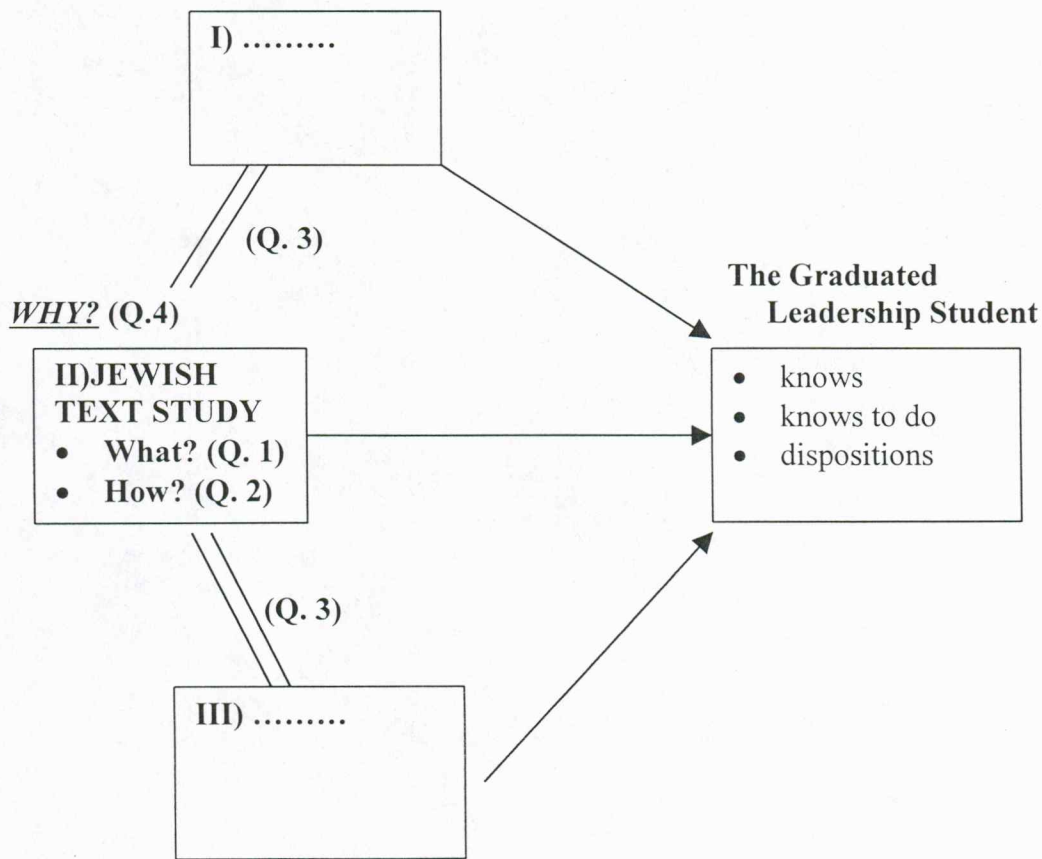 I) .........
(Q. 3)
WHY? (Q.4)
II)JEWISH
TEXT STUDY
• What? (Q. 1)
• How? (Q. 2)
The Graduated
Leadership Student
• knows
• knows to do
• dispositions
(Q. 3)
III) .........